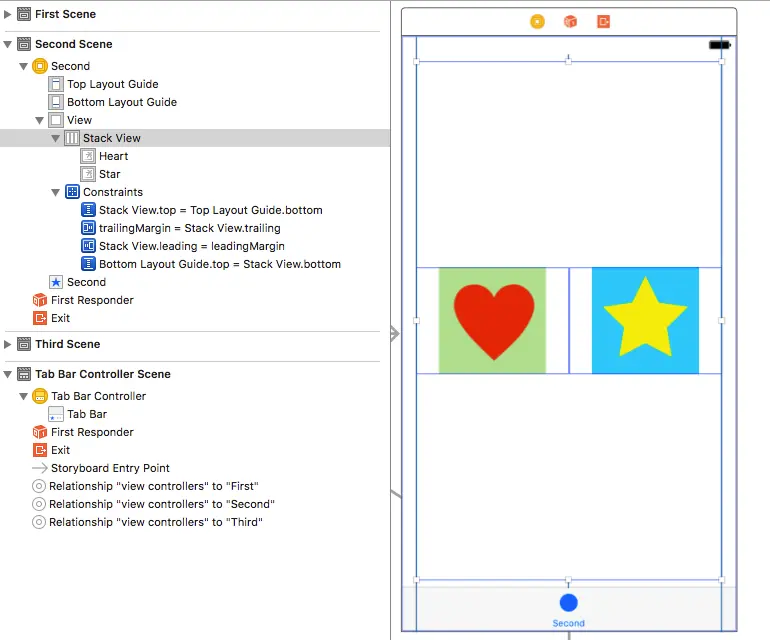 First Scene
Second Scene
Second
Top Layout Guide
Bottom Layout Guide
View
Stack View
Heart
Star
Constraints
Stack View.top = Top Layout Guide.bottom
trailingMargin = Stack View.trailing
Stack View.leading = leadingMargin
Bottom Layout Guide.top = Stack View.bottom
Second
First Responder
Exit
Third Scene
Tab Bar Controller Scene
Tab Bar Controller
Tab Bar
First Responder
Exit
Storyboard Entry Point
Relationship "view controllers" to "First"
Relationship "view controllers" to "Second"
Relationship "view controllers" to "Third"
Second